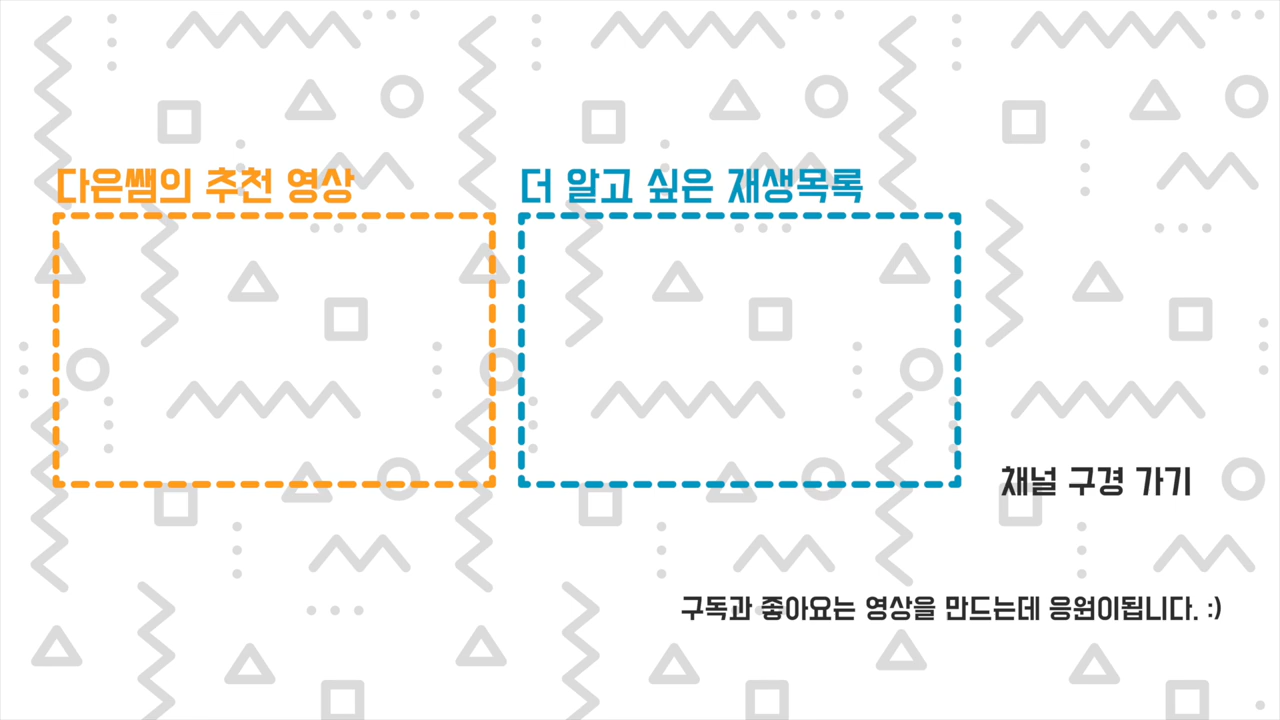 다은쌤의 추천 영상
더 알고 싶은 재생목록
채널 구경 가기
구독과 좋아요는 영상을 만드는데 응원이됩니다. :)